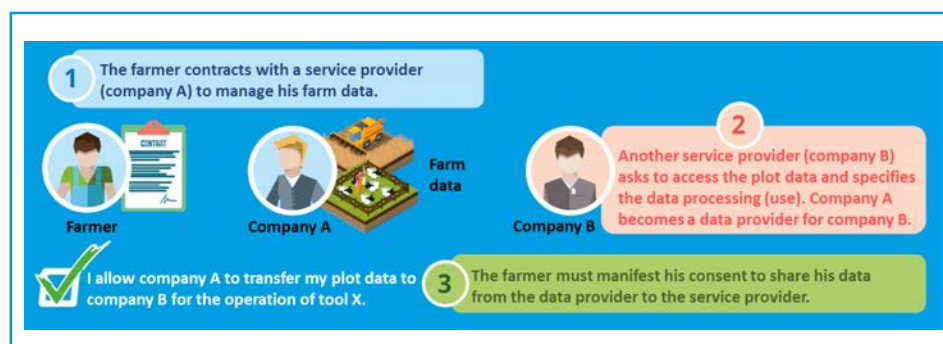 1
The farmer contracts with a service provider
(company A) to manage his farm data.
CONTRAT
Farmer
Company A
Farm
data
Company B
2
Another service provider (company B)
asks to access the plot data and specifies
the data processing (use). Company A
becomes a data provider for company B.
I allow company A to transfer my plot data to
company B for the operation of tool X.
3
The farmer must manifest his consent to share his data
from the data provider to the service provider.